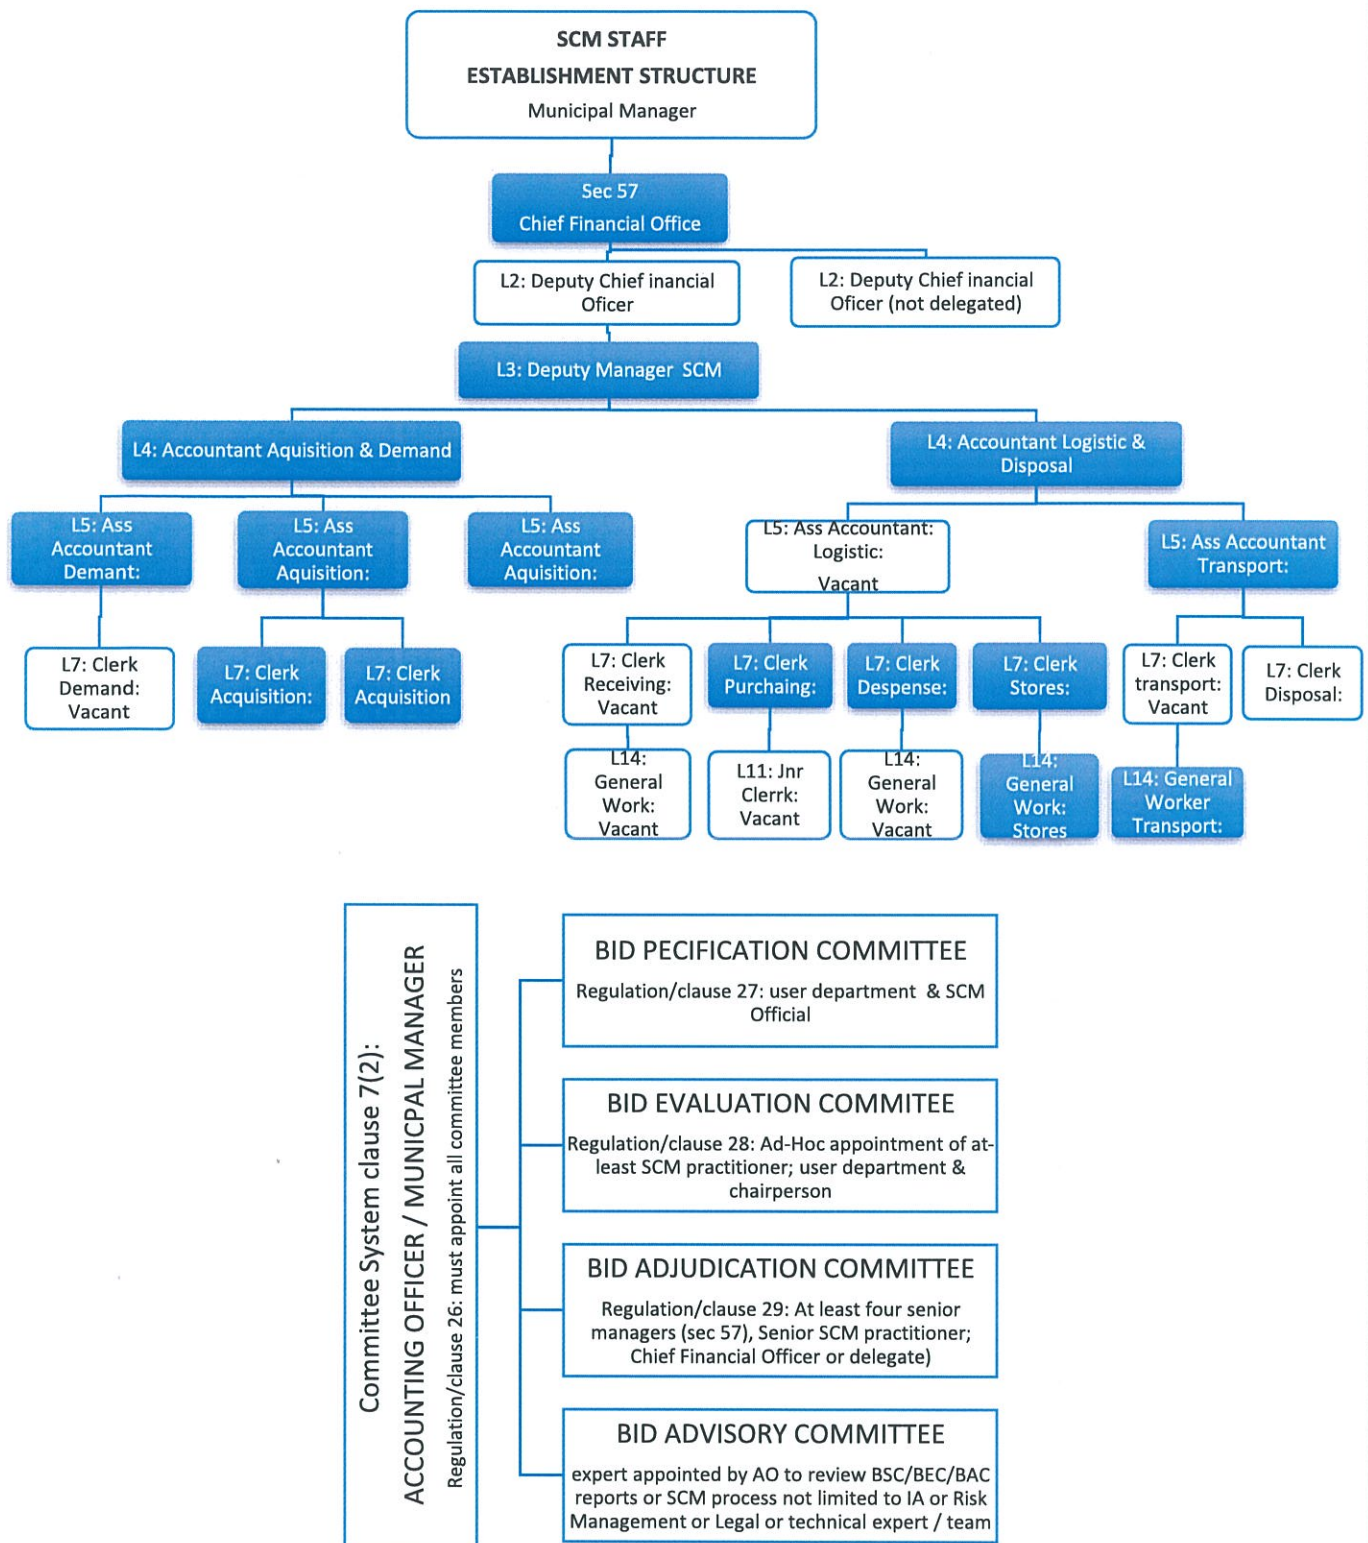 SCM STAFF
ESTABLISHMENT STRUCTURE
Municipal Manager
Sec 57
Chief Financial Office
L2: Deputy Chief inancial
Oficer
L2: Deputy Chief inancial
Oficer (not delegated)
L3: Deputy Manager SCM
L4: Accountant Aquisition & Demand
L4: Accountant Logistic &
Disposal
L5: Ass
Accountant
Demant:
L5: Ass
Accountant
Aquisition:
L5: Ass
Accountant
Aquisition:
L5: Ass Accountant:
Logistic:
Vacant
L5: Ass Accountant
Transport:
L7: Clerk
Demand:
Vacant
L7: Clerk
Acquisition:
L7: Clerk
Acquisition
L7: Clerk
Receiving:
Vacant
L7: Clerk
Purchaing:
L7: Clerk
Despense:
L7: Clerk
Stores:
L7: Clerk
transport:
Vacant
L7: Clerk
Disposal:
L14:
General
Work:
Vacant
L11: Jnr
Clerrk:
Vacant
L14:
General
Work:
Vacant
L14:
General
Work:
Stores
L14: General
Worker
Transport:
Committee System clause 7(2):
ACCOUNTING OFFICER / MUNICPAL MANAGER
Regulation/clause 26: must appoint all committee members
BID PECIFICATION COMMITTEE
Regulation/clause 27: user department & SCM
Official
BID EVALUATION COMMITEE
Regulation/clause 28: Ad-Hoc appointment of at-
least SCM practitioner; user department &
chairperson
BID ADJUDICATION COMMITTEE
Regulation/clause 29: At least four senior
managers (sec 57), Senior SCM practitioner;
Chief Financial Officer or delegate)
BID ADVISORY COMMITTEE
expert appointed by AO to review BSC/BEC/BAC
reports or SCM process not limited to IA or Risk
Management or Legal or technical expert / team